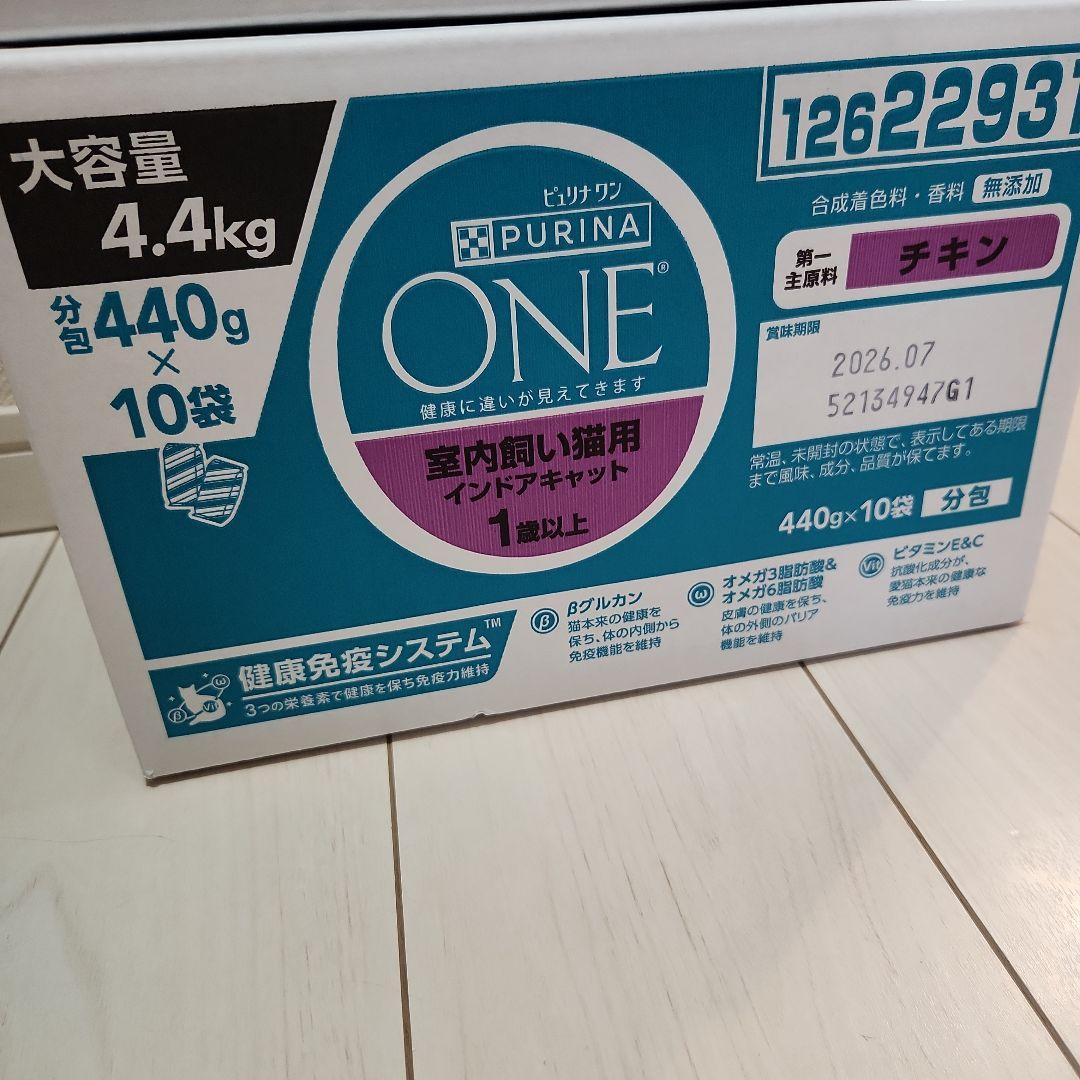 大容量
4.4kg
分包440g
×
10袋
ピュリナ ワン
PURINA
ONE®
健康に違いが見えてきます
室内飼い猫用
インドアキャット
1歳以上
12622931
合成着色料・香料 無添加
第一
主原料
チキン
賞味期限
2026.07
52134947G1
常温、未開封の状態で、表示してある期限
まで風味、成分、品質が保てます。
440g×10袋 分包
健康免疫システム™
3つの栄養素で健康を保ち免疫力維持
β ω Vit
β
βグルカン
猫本来の健康を
保ち、体の内側から
免疫機能を維持
ω
オメガ3脂肪酸&
オメガ6脂肪酸
皮膚の健康を保ち、
体の外側のバリア
機能を維持
Vit
ビタミンE&C
抗酸化成分が、
愛猫本来の健康な
免疫力を維持